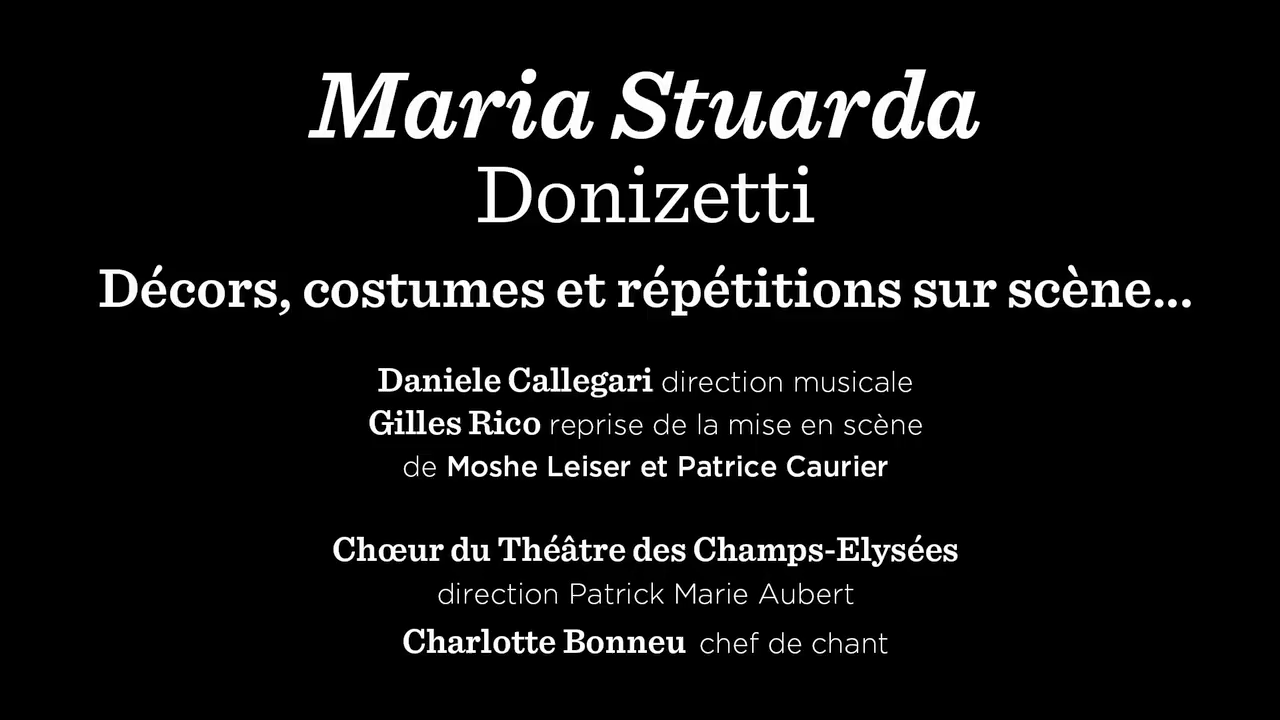 Maria Stuarda
Donizetti
Décors, costumes et répétitions sur scène...
Daniele Callegari direction musicale
Gilles Rico reprise de la mise en scène
de Moshe Leiser et Patrice Caurier
Chœur du Théâtre des Champs-Elysées
direction Patrick Marie Aubert
Charlotte Bonneu chef de chant